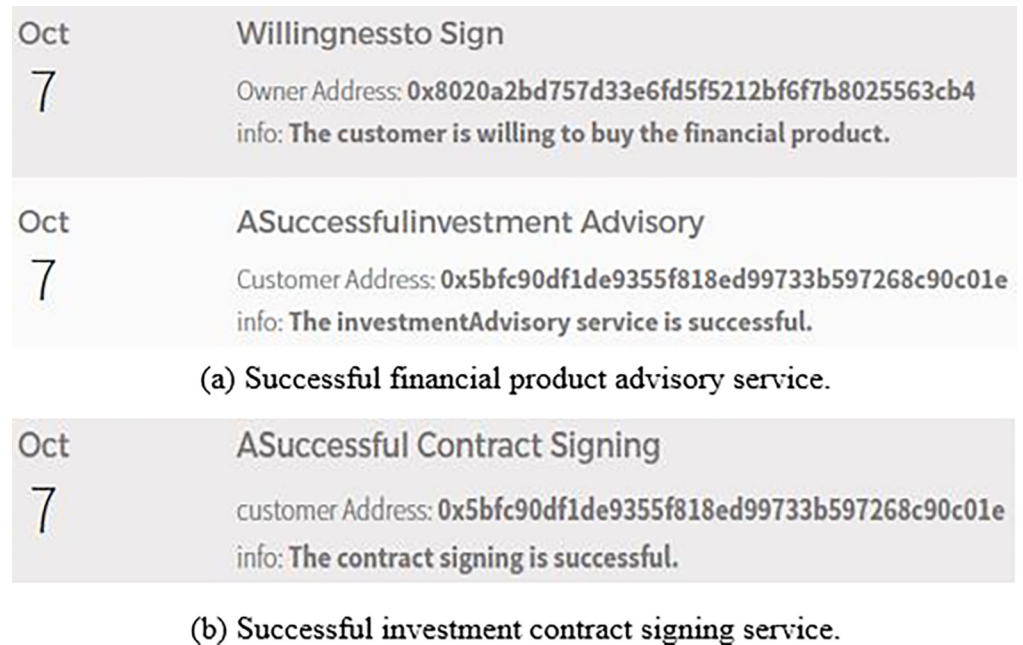 Oct
7
Willingnessto Sign
Owner Address: 0x8020a2bd757d33e6fd5f5212bf6f7b8025563cb4
info: The customer is willing to buy the financial product.
Oct
7
ASuccessfulinvestment Advisory
Customer Address: 0x5bfc90df1de9355f818ed99733b597268c90c01e
info: The investmentAdvisory service is successful.
(a) Successful financial product advisory service.
Oct
7
ASuccessful Contract Signing
customer Address: 0x5bfc90df1de9355f818ed99733b597268c90c01e
info: The contract signing is successful.
(b) Successful investment contract signing service.